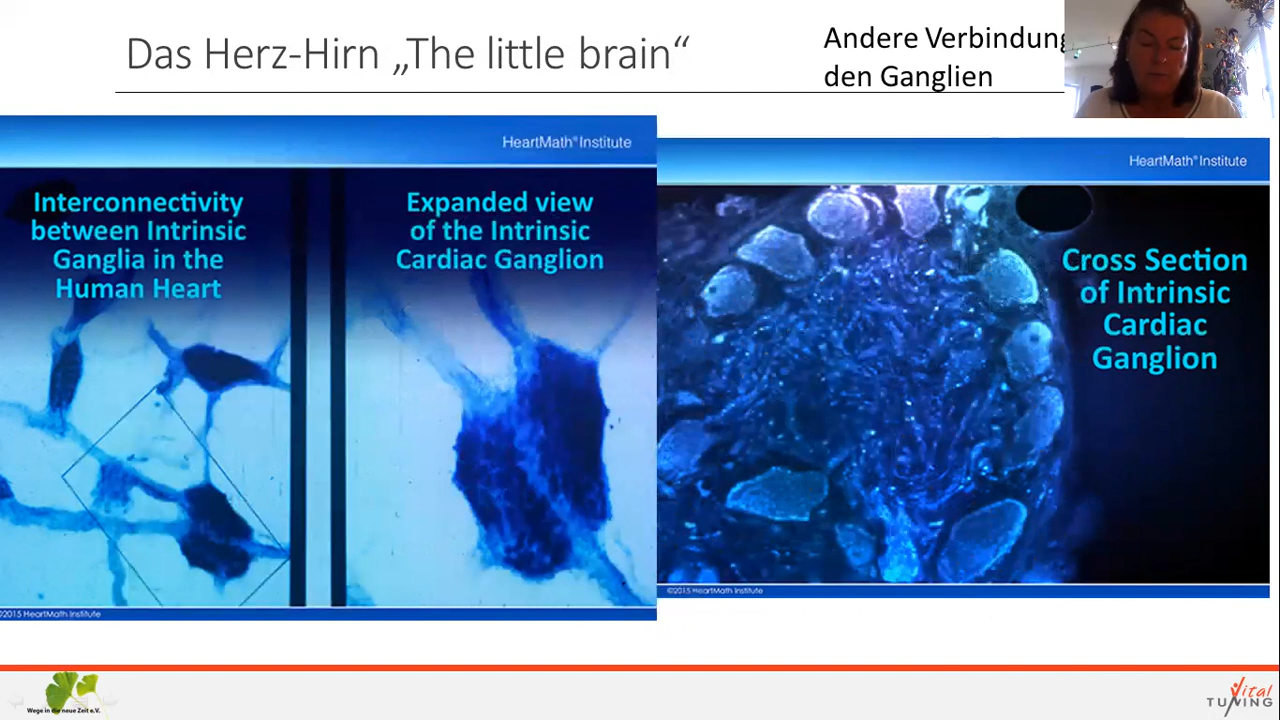 Das Herz-Hirn „The little brain“
Andere Verbindung
den Ganglien
HeartMath® Institute
Interconnectivity
between Intrinsic
Ganglia in the
Human Heart
Expanded view
of the Intrinsic
Cardiac Ganglion
©2015 HeartMath Institute
HeartMath® Institute
Cross Section
of Intrinsic
Cardiac
Ganglion
©2015 HeartMath Institute
Wege in die neue Zeit e.V.
Vital
TUNING